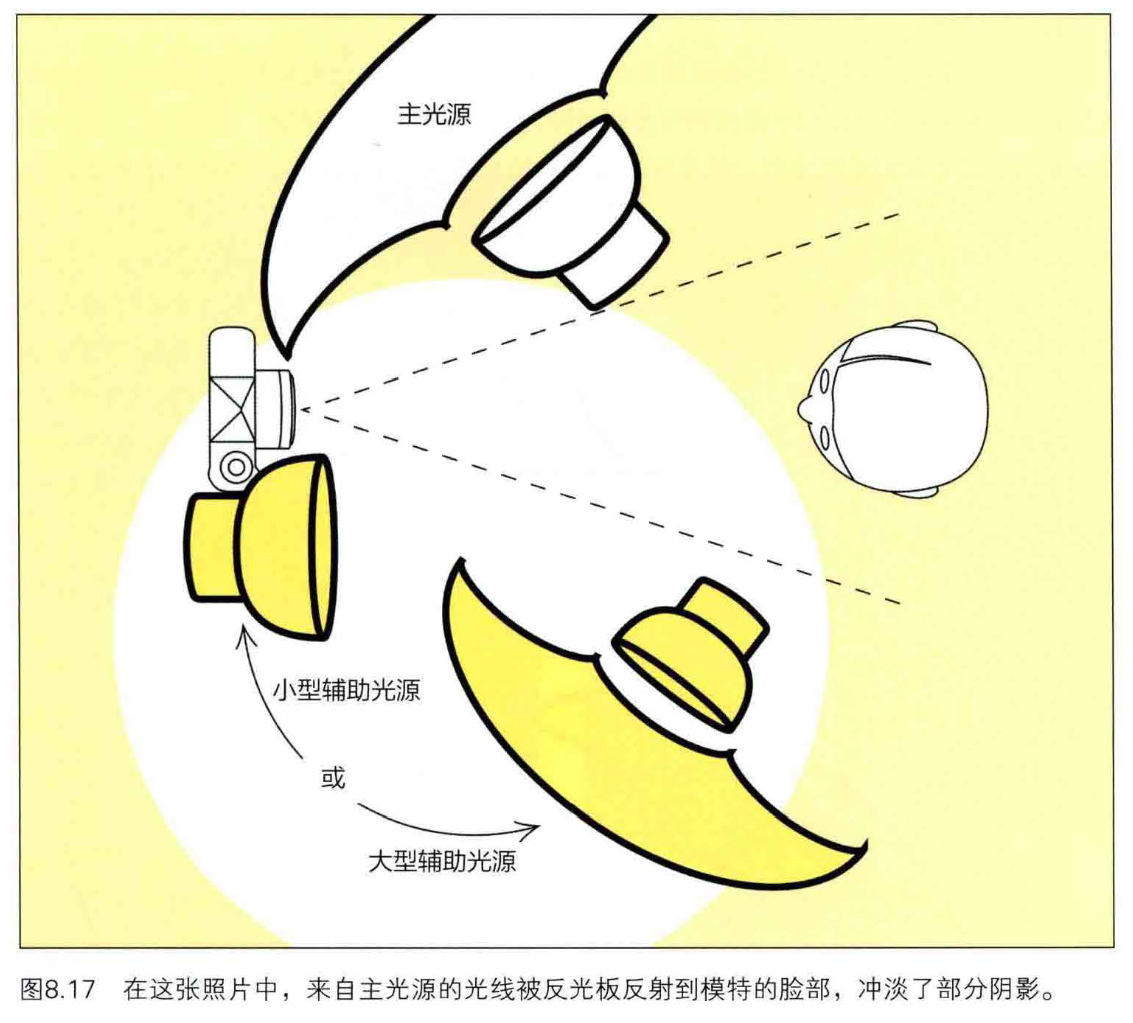 主光源
小型辅助光源
或
大型辅助光源
图8.17 在这张照片中，来自主光源的光线被反光板反射到模特的脸部，冲淡了部分阴影。